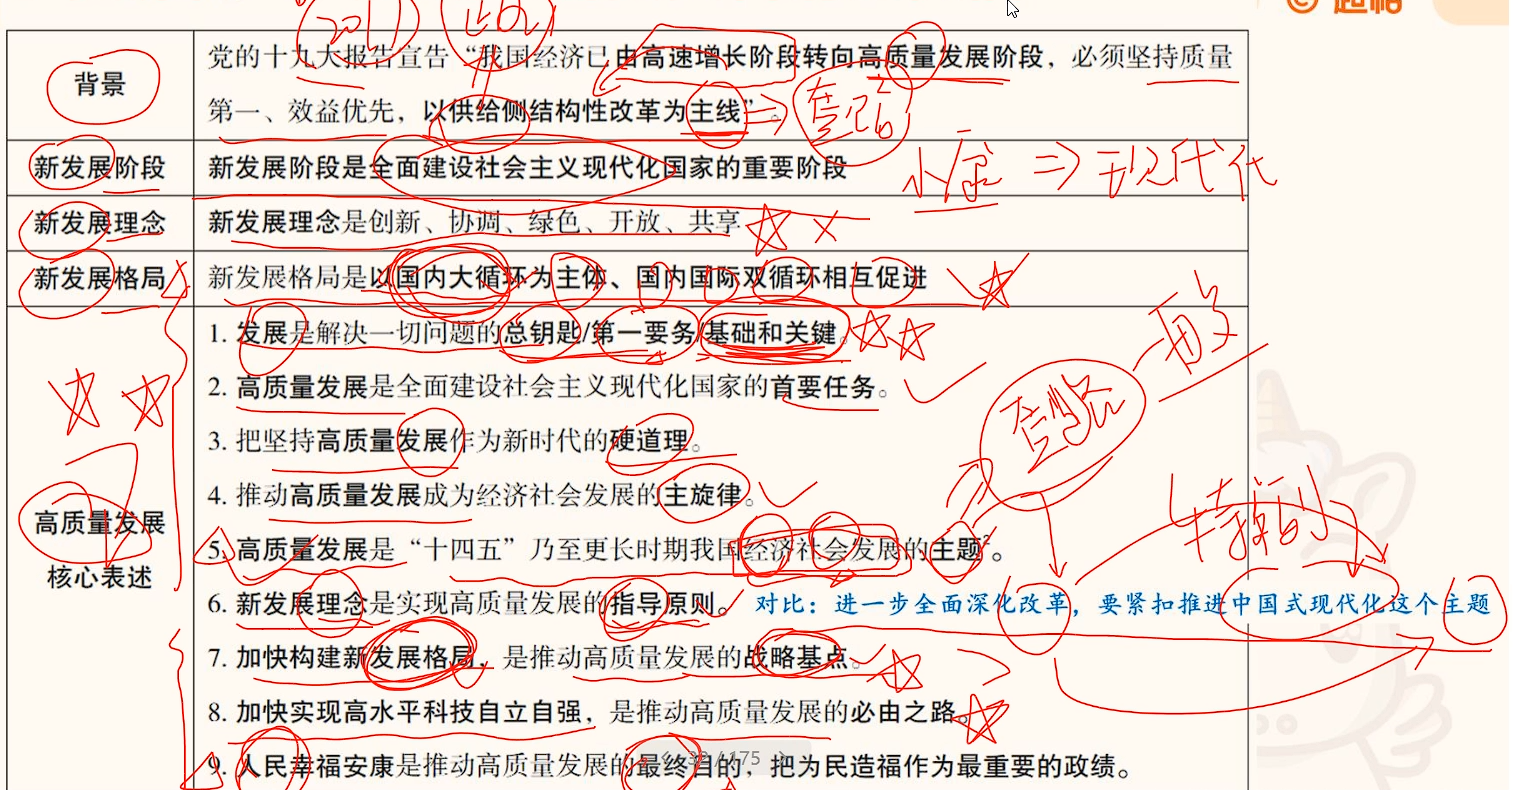 2017
背景
党的十九大报告宣告“我国经济已由高速增长阶段转向高质量发展阶段，必须坚持质量
第一、效益优先，以供给侧结构性改革为主线”。
新发展阶段
新发展阶段是全面建设社会主义现代化国家的重要阶段
小康 => 现代化
新发展理念
新发展理念是创新、协调、绿色、开放、共享
新发展格局
新发展格局是以国内大循环为主体、国内国际双循环相互促进
高质量发展
核心表述
1. 发展是解决一切问题的总钥匙/第一要务/基础和关键。
2. 高质量发展是全面建设社会主义现代化国家的首要任务。
3. 把坚持高质量发展作为新时代的硬道理。
4. 推动高质量发展成为经济社会发展的主旋律。
5. 高质量发展是“十四五”乃至更长时期我国经济社会发展的主题。
6. 新发展理念是实现高质量发展的指导原则。
对比：进一步全面深化改革，要紧扣推进中国式现代化这个主题
7. 加快构建新发展格局，是推动高质量发展的战略基点。
8. 加快实现高水平科技自立自强，是推动高质量发展的必由之路。
9. 人民幸福安康是推动高质量发展的最终目的，把为民造福作为最重要的政绩。